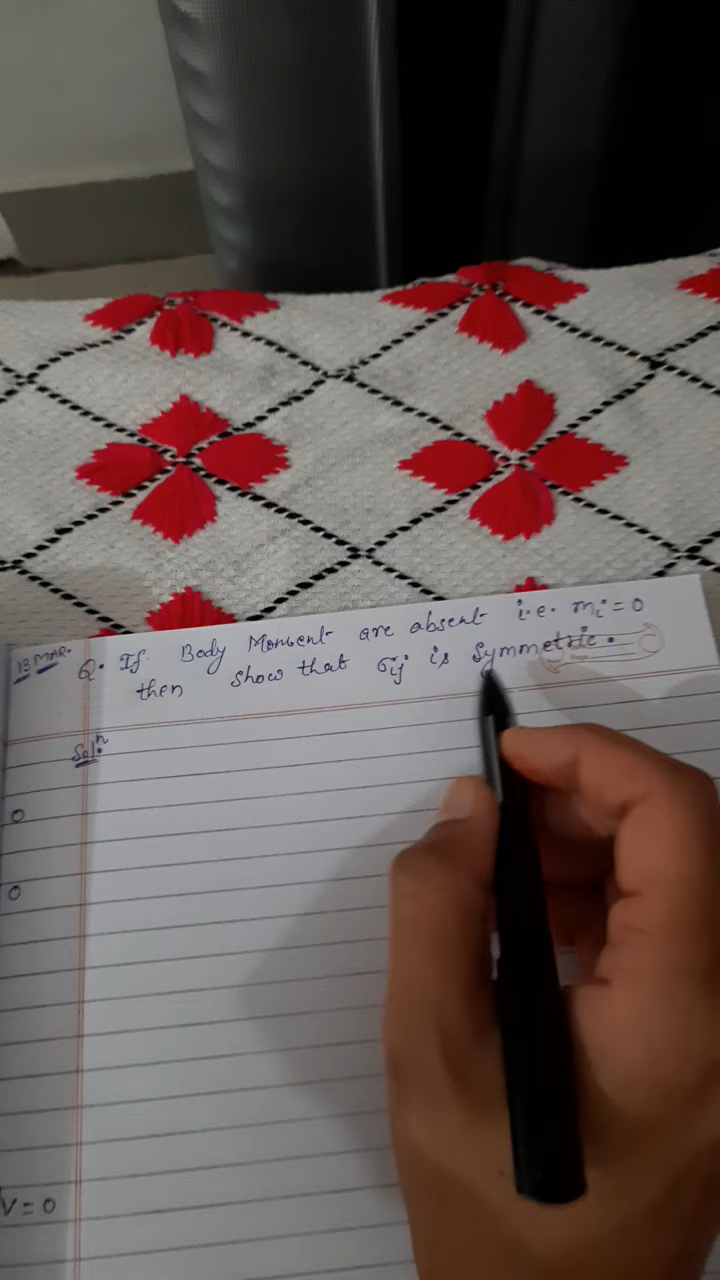 13 MAR.
Q. If Body Moment are absent i.e. mi = 0
then show that σij is symmetric.
Solⁿ
V = 0